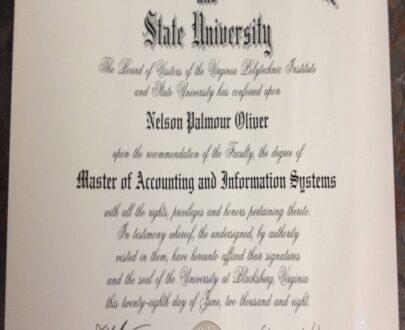 and
State University
The Board of Visitors of the Virginia Polytechnic Institute
and State University has conferred upon
Nelson Palmour Oliver
upon the recommendation of the Faculty, the degree of
Master of Accounting and Information Systems
with all the rights, privileges and honors pertaining thereto.
In testimony whereof, the undersigned, by authority
vested in them, have hereunto affixed their signatures
and the seal of the University at Blacksburg, Virginia
this twenty-eighth day of June, two thousand and eight.